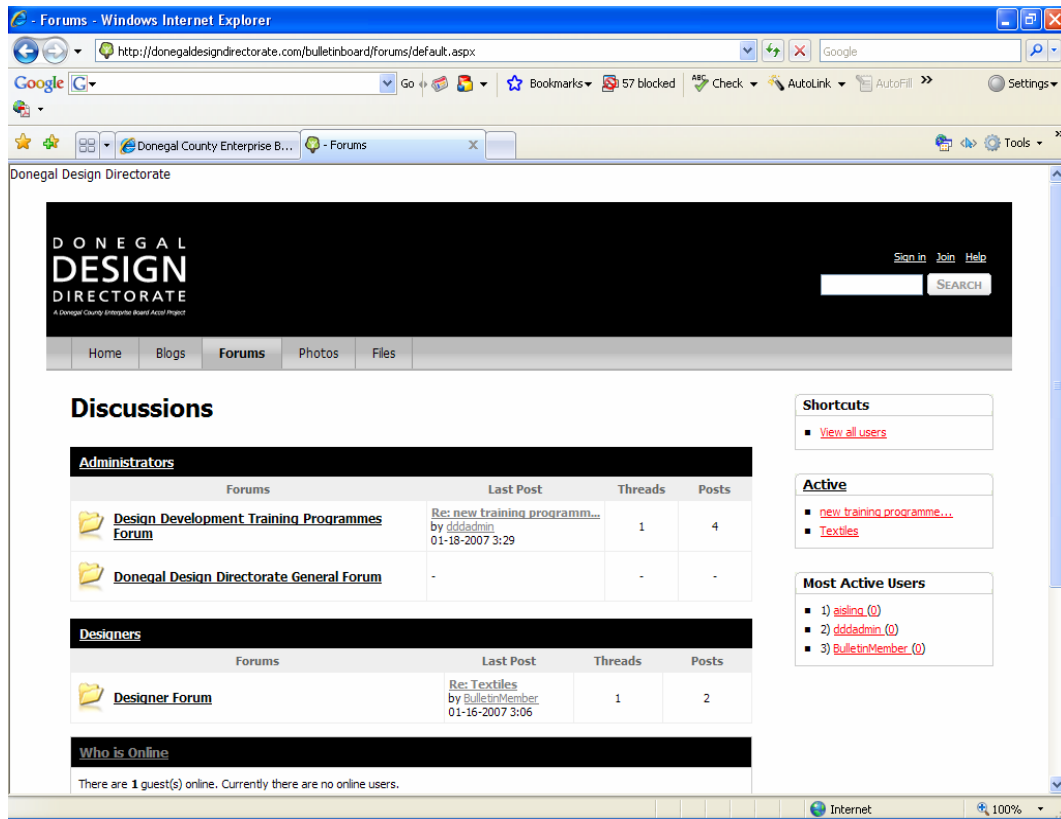 - Forums - Windows Internet Explorer
http://donegaldesigndirectorate.com/bulletinboard/forums/default.aspx
Google
Google G
Go
Bookmarks
57 blocked
ABC
Check
AutoLink
AutoFill
Settings
Donegal County Enterprise B...
- Forums
Tools
Donegal Design Directorate
DONEGAL
DESIGN
DIRECTORATE
A Donegal County Enterprise Board Accel Project
Sign in Join Help
SEARCH
Home Blogs Forums Photos Files
Discussions
Administrators
Forums Last Post Threads Posts
Design Development Training Programmes
Forum
Re: new training programm...
by dddadmin
01-18-2007 3:29
1 4
Donegal Design Directorate General Forum - - -
Designers
Forums Last Post Threads Posts
Designer Forum
Re: Textiles
by BulletinMember
01-16-2007 3:06
1 2
Who is Online
There are 1 guest(s) online. Currently there are no online users.
Shortcuts
View all users
Active
new training programme...
Textiles
Most Active Users
1) aisling (0)
2) dddadmin (0)
3) BulletinMember (0)
Internet
100%